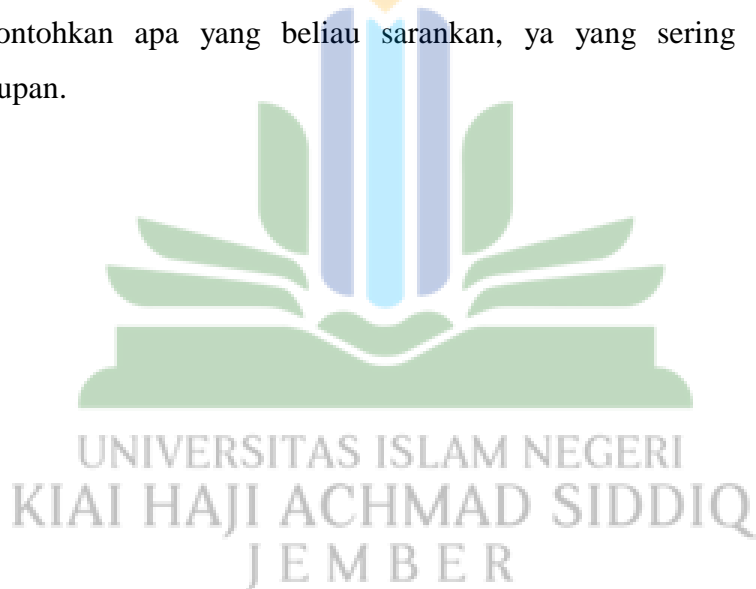 ontohkan apa yang beliau sarankan, ya yang sering
upan.
UNIVERSITAS ISLAM NEGERI
KIAI HAJI ACHMAD SIDDIQ
JEMBER